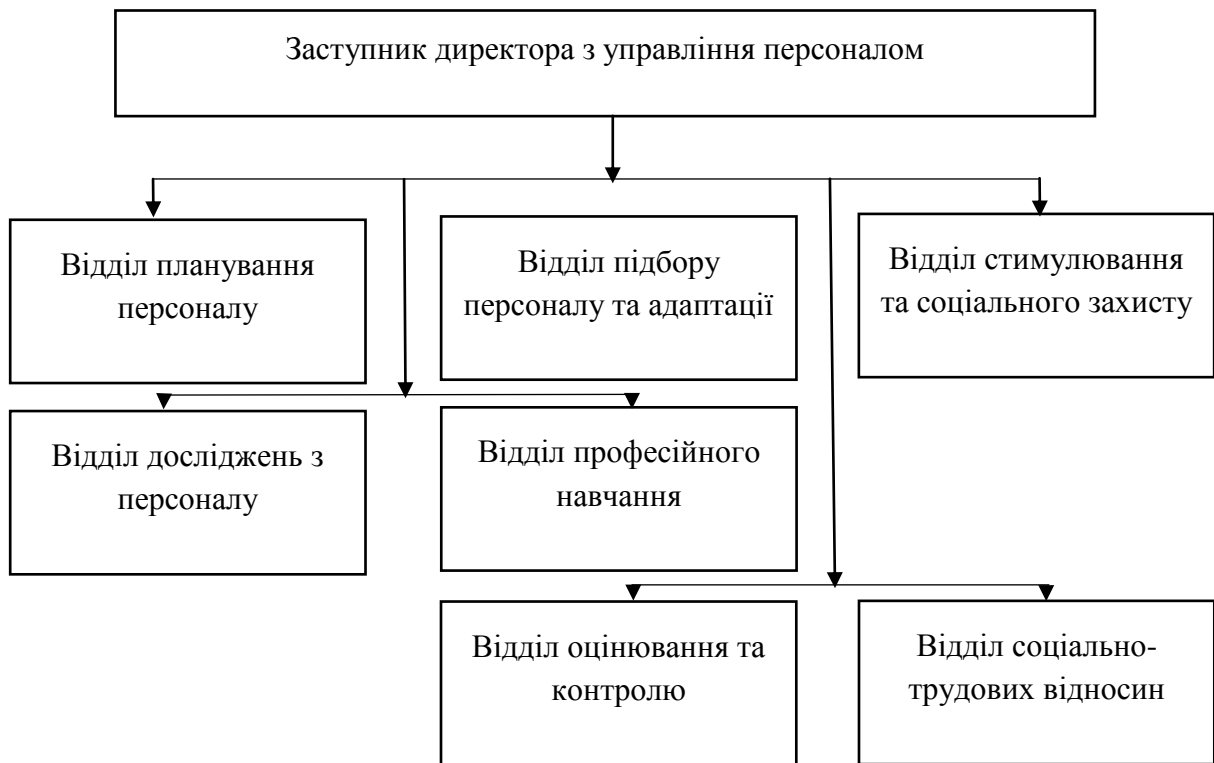 Заступник директора з управління персоналом
Відділ планування
персоналу
Відділ підбору
персоналу та адаптації
Відділ стимулювання
та соціального захисту
Відділ досліджень з
персоналу
Відділ професійного
навчання
Відділ оцінювання та
контролю
Відділ соціально-
трудових відносин